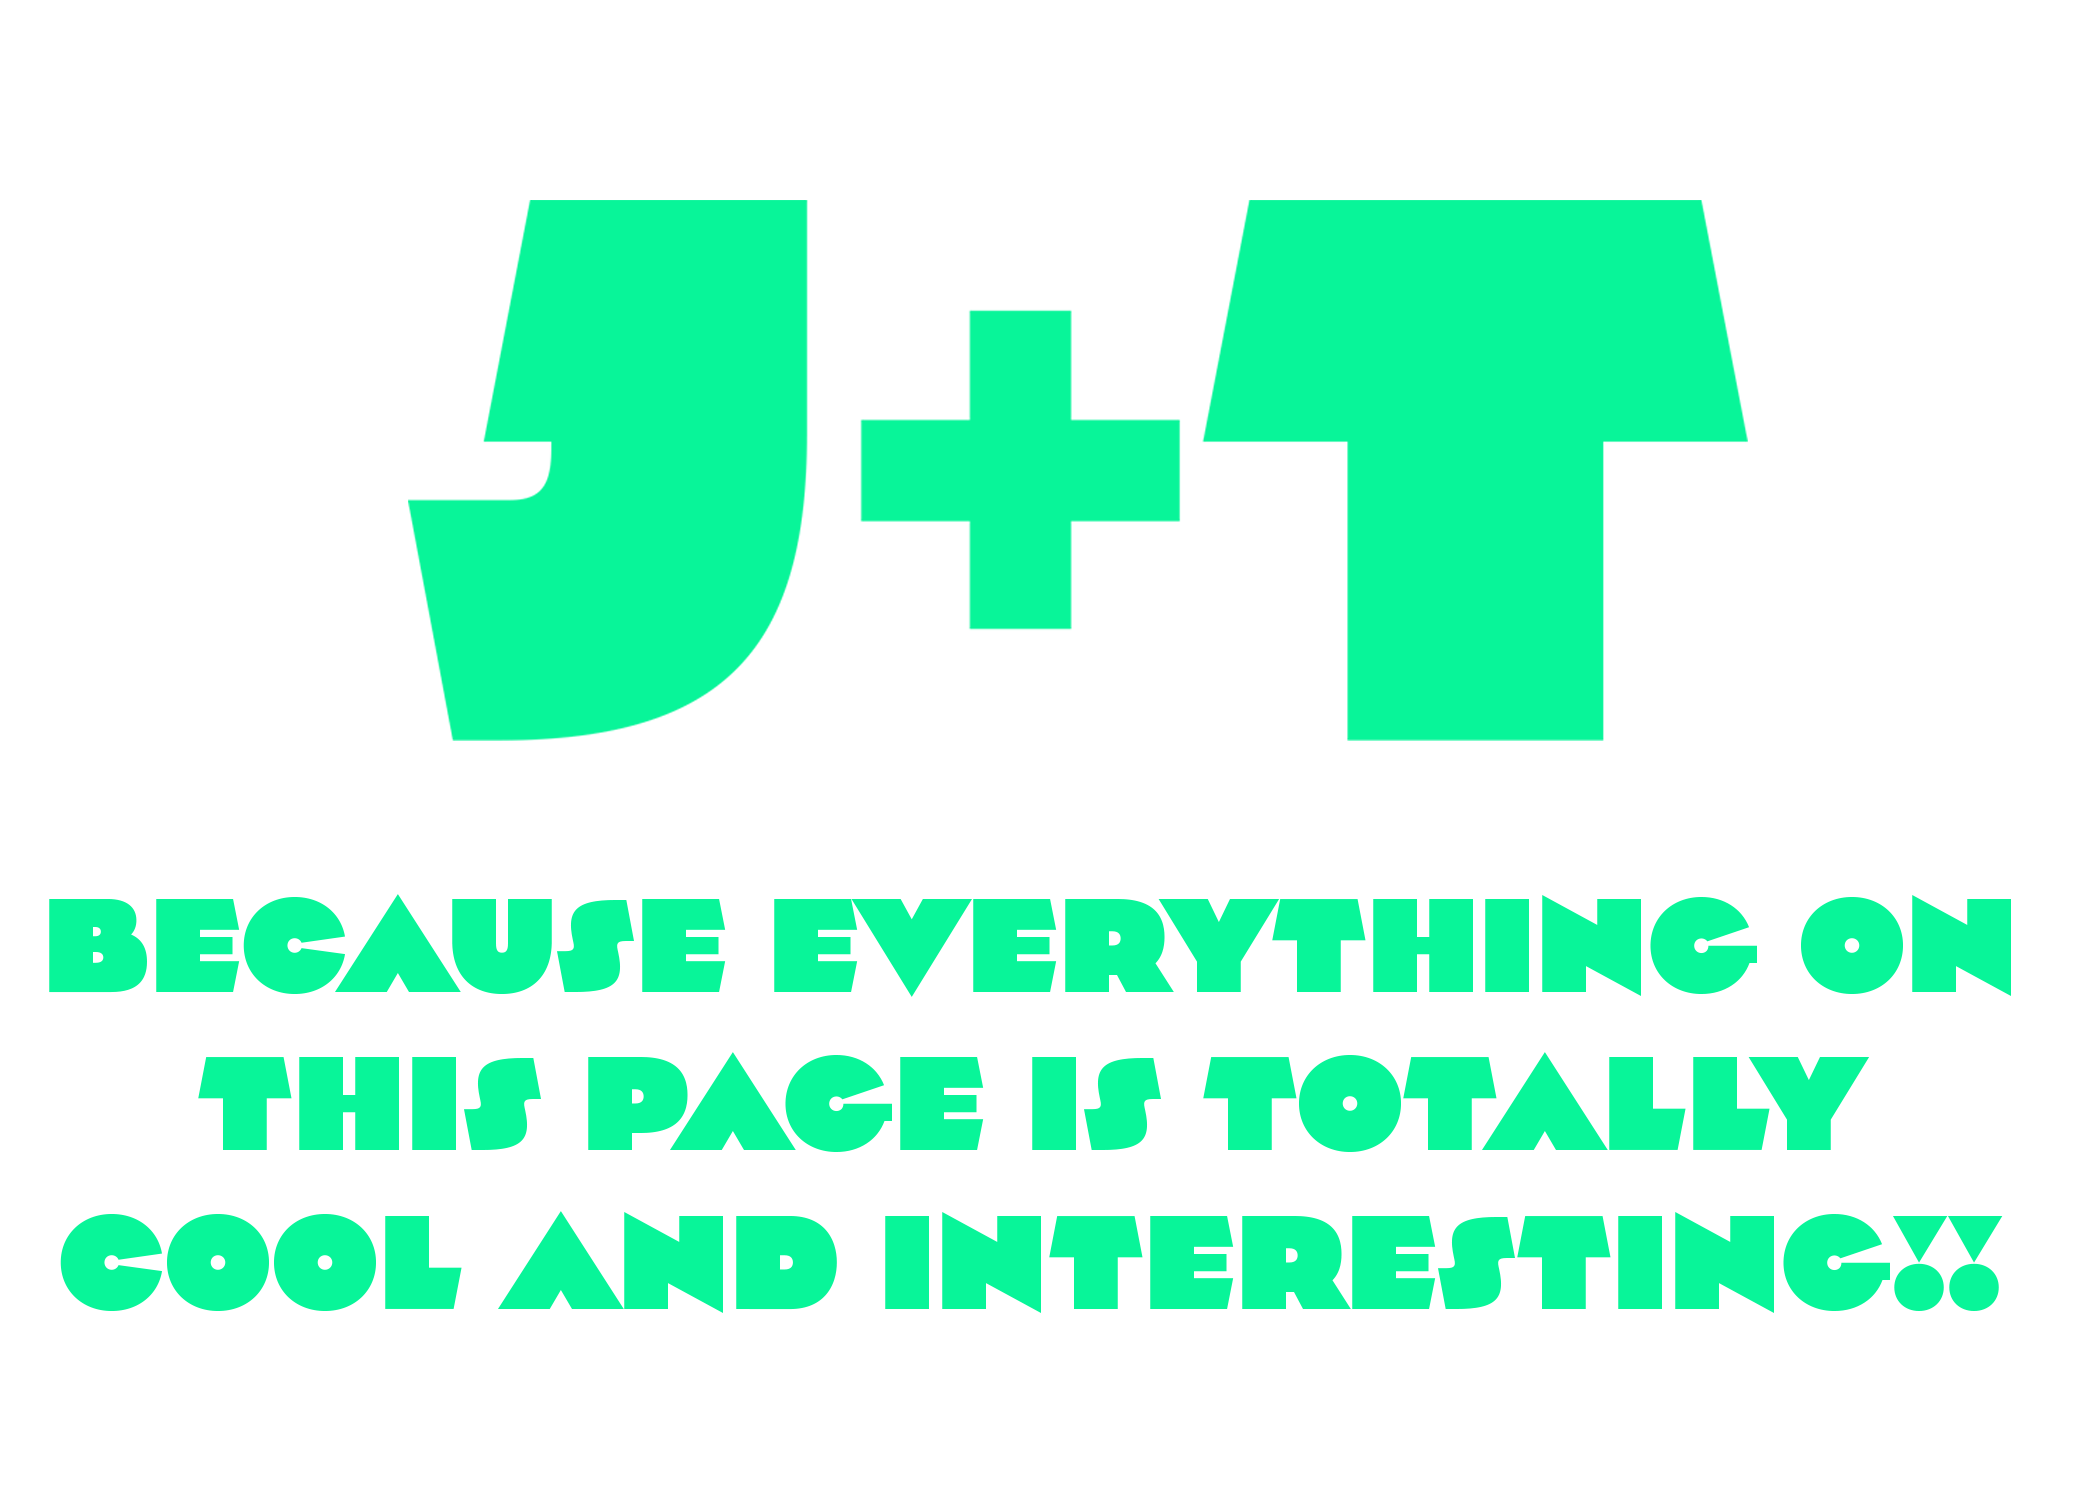 J+T
BECAUSE EVERYTHING ON
THIS PAGE IS TOTALLY
COOL AND INTERESTING!!